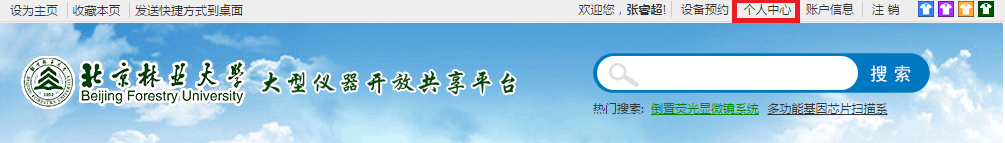 设为主页 | 收藏本页 | 发送快捷方式到桌面 欢迎您，张睿超! | 设备预约 | 个人中心 | 账户信息 | 注 销
北京林业大学 大型仪器开放共享平台
Beijing Forestry University
搜 索
热门搜索: 倒置荧光显微镜系统 多功能基因芯片扫描系